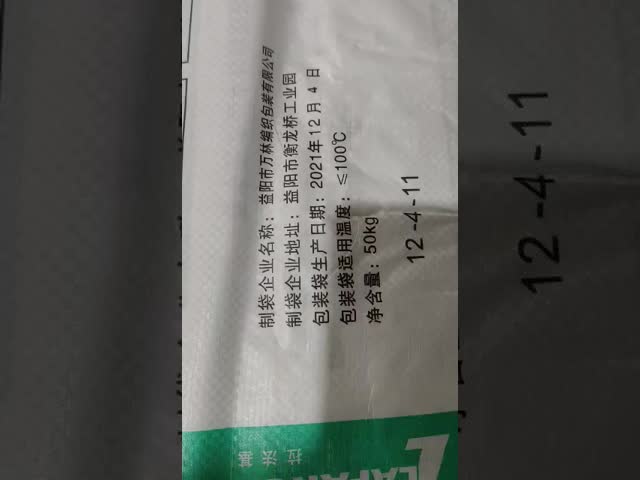 制袋企业名称：益阳市万林编织包装有限公司
制袋企业地址：益阳市衡龙桥工业园
包装袋生产日期：2021年12月4日
包装袋适用温度：≤100℃
净含量：50kg
12-4-11
拉法基